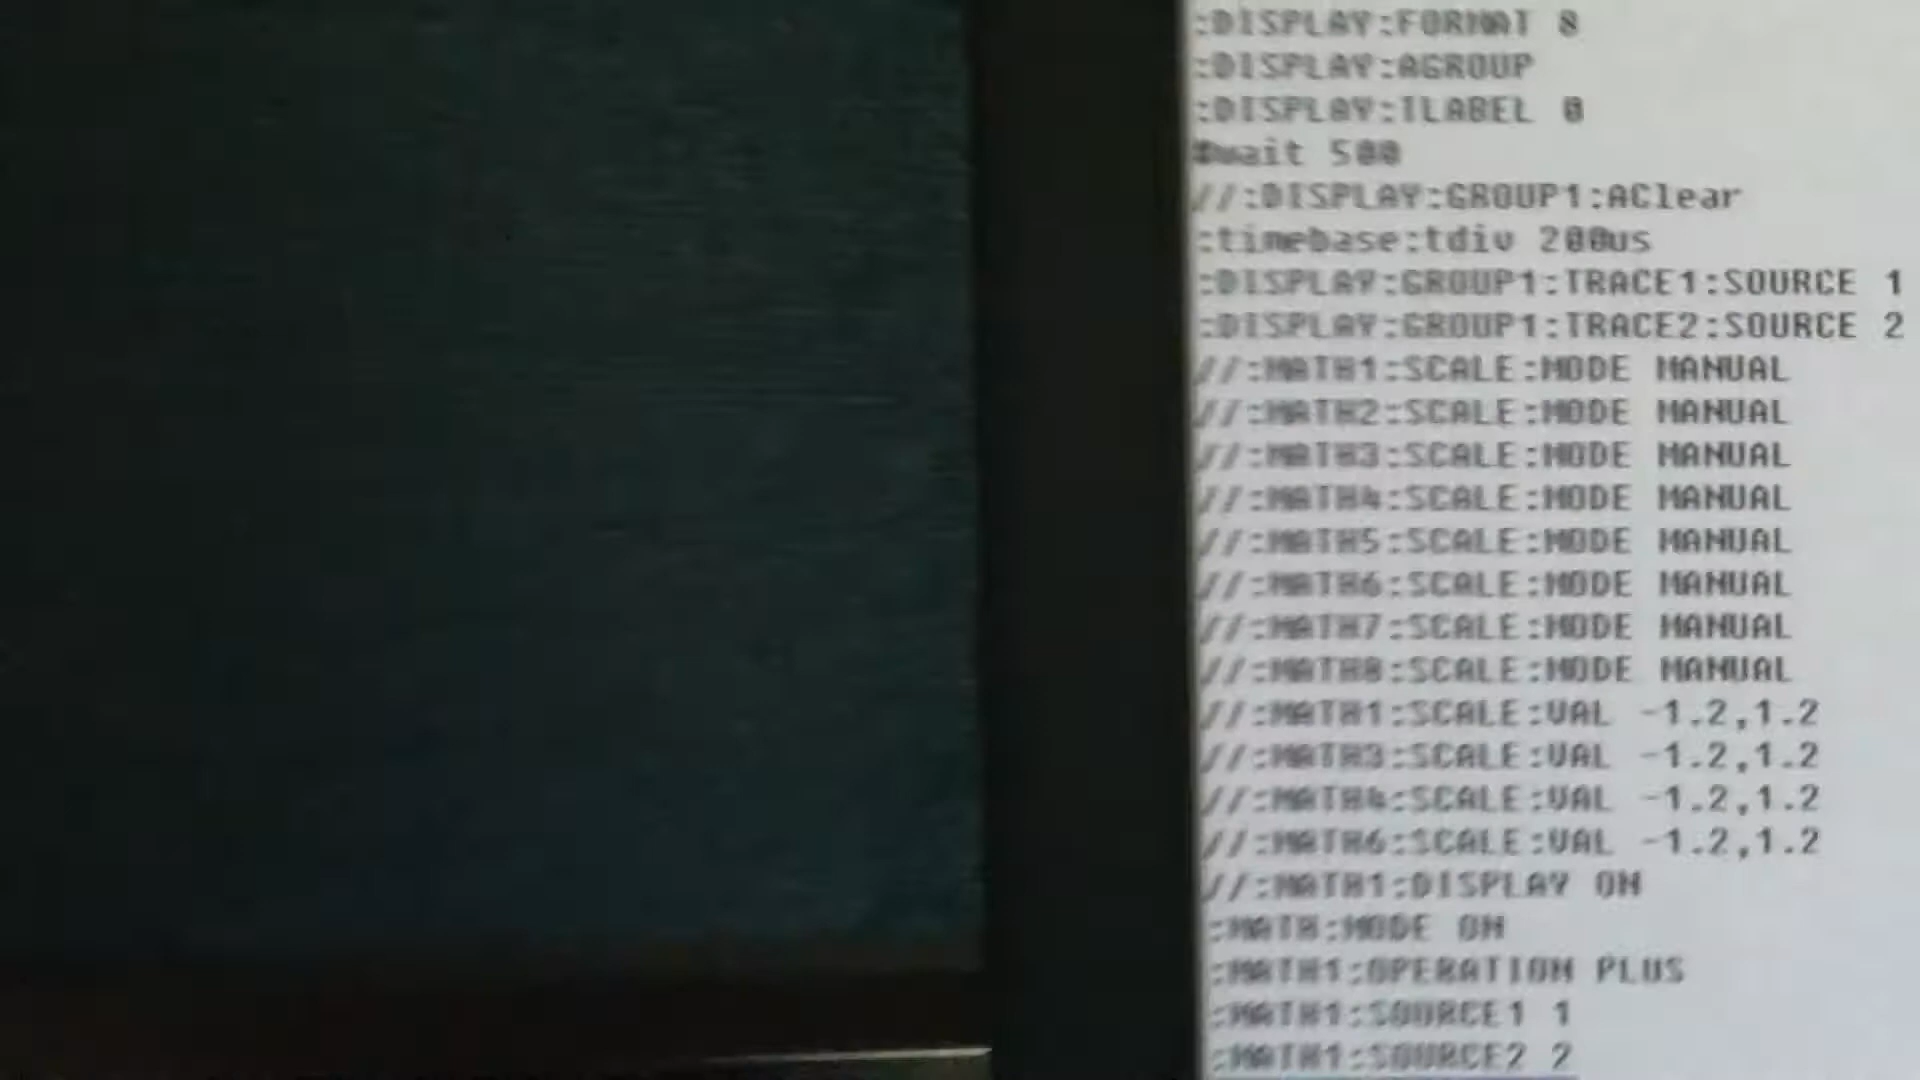 :DISPLAY:FORMAT 8
:DISPLAY:AGROUP
:DISPLAY:TLABEL 0
#wait 500
//:DISPLAY:GROUP1:AClear
:timebase:tdiv 200us
:DISPLAY:GROUP1:TRACE1:SOURCE 1
:DISPLAY:GROUP1:TRACE2:SOURCE 2
//:MATH1:SCALE:MODE MANUAL
//:MATH2:SCALE:MODE MANUAL
//:MATH3:SCALE:MODE MANUAL
//:MATH4:SCALE:MODE MANUAL
//:MATH5:SCALE:MODE MANUAL
//:MATH6:SCALE:MODE MANUAL
//:MATH7:SCALE:MODE MANUAL
//:MATH8:SCALE:MODE MANUAL
//:MATH1:SCALE:VAL -1.2,1.2
//:MATH3:SCALE:VAL -1.2,1.2
//:MATH4:SCALE:VAL -1.2,1.2
//:MATH6:SCALE:VAL -1.2,1.2
//:MATH1:DISPLAY ON
:MATH:MODE ON
:MATH1:OPERATION PLUS
:MATH1:SOURCE1 1
:MATH1:SOURCE2 2